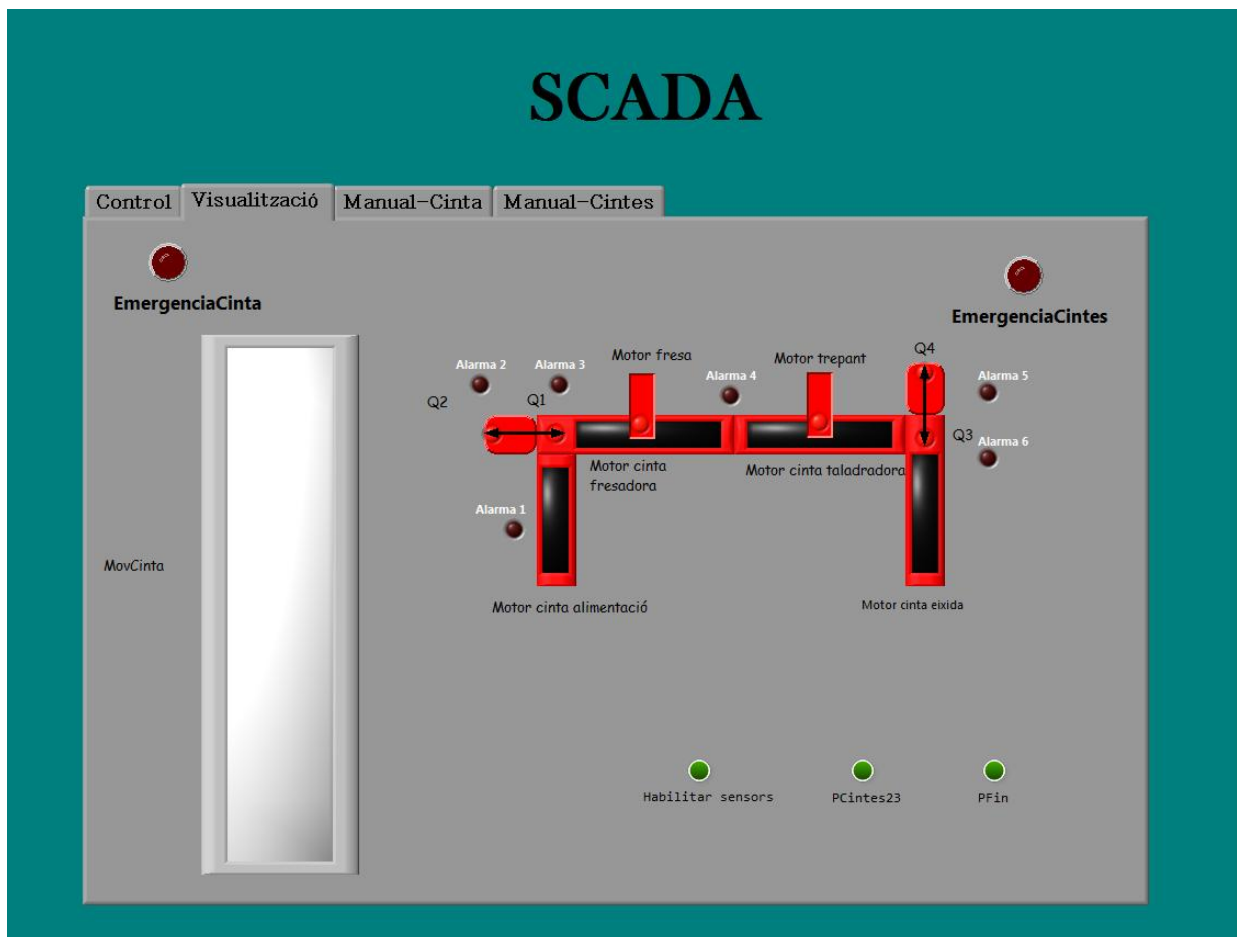 SCADA
Control
Visualització
Manual-Cinta
Manual-Cintes
EmergenciaCinta
EmergenciaCintes
MovCinta
Alarma 2
Alarma 3
Motor fresa
Alarma 4
Motor trepant
Q4
Alarma 5
Q2
Q1
Q3
Alarma 6
Motor cinta
fresadora
Motor cinta taladradora
Alarma 1
Motor cinta alimentació
Motor cinta eixida
Habilitar sensors
PCintes23
PFin